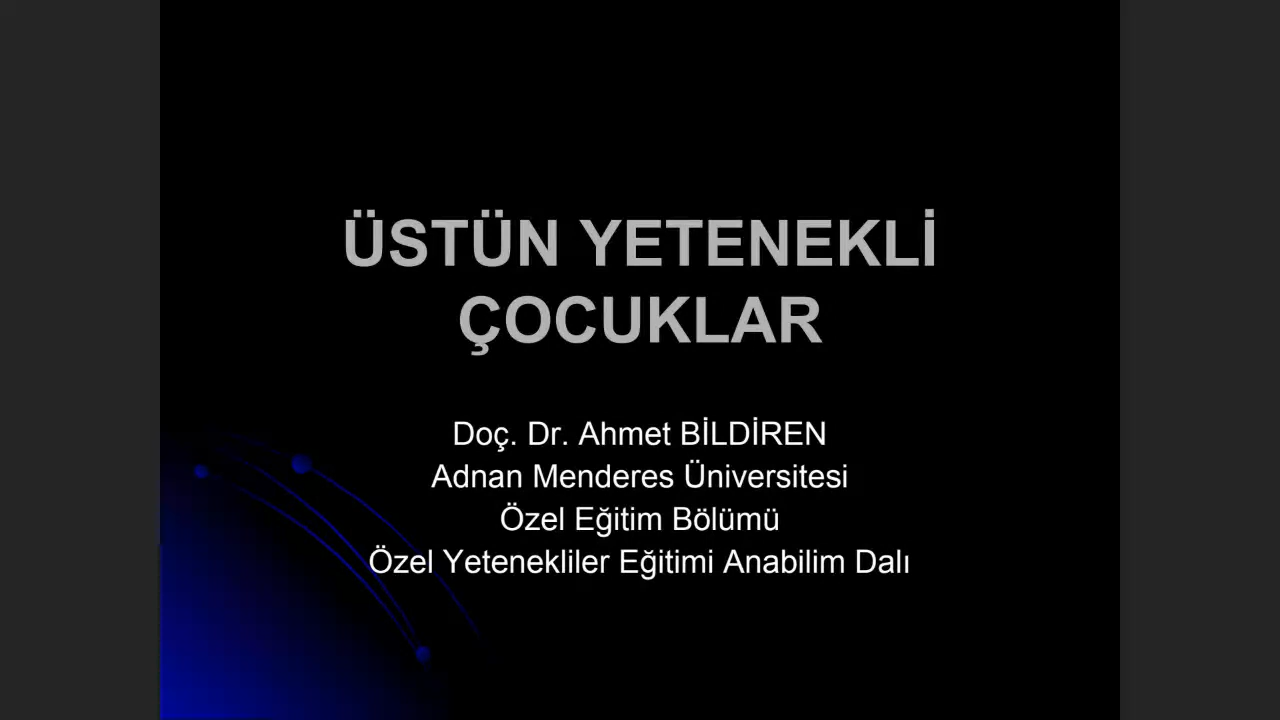 ÜSTÜN YETENEKLİ
ÇOCUKLAR
Doç. Dr. Ahmet BİLDİREN
Adnan Menderes Üniversitesi
Özel Eğitim Bölümü
Özel Yetenekliler Eğitimi Anabilim Dalı